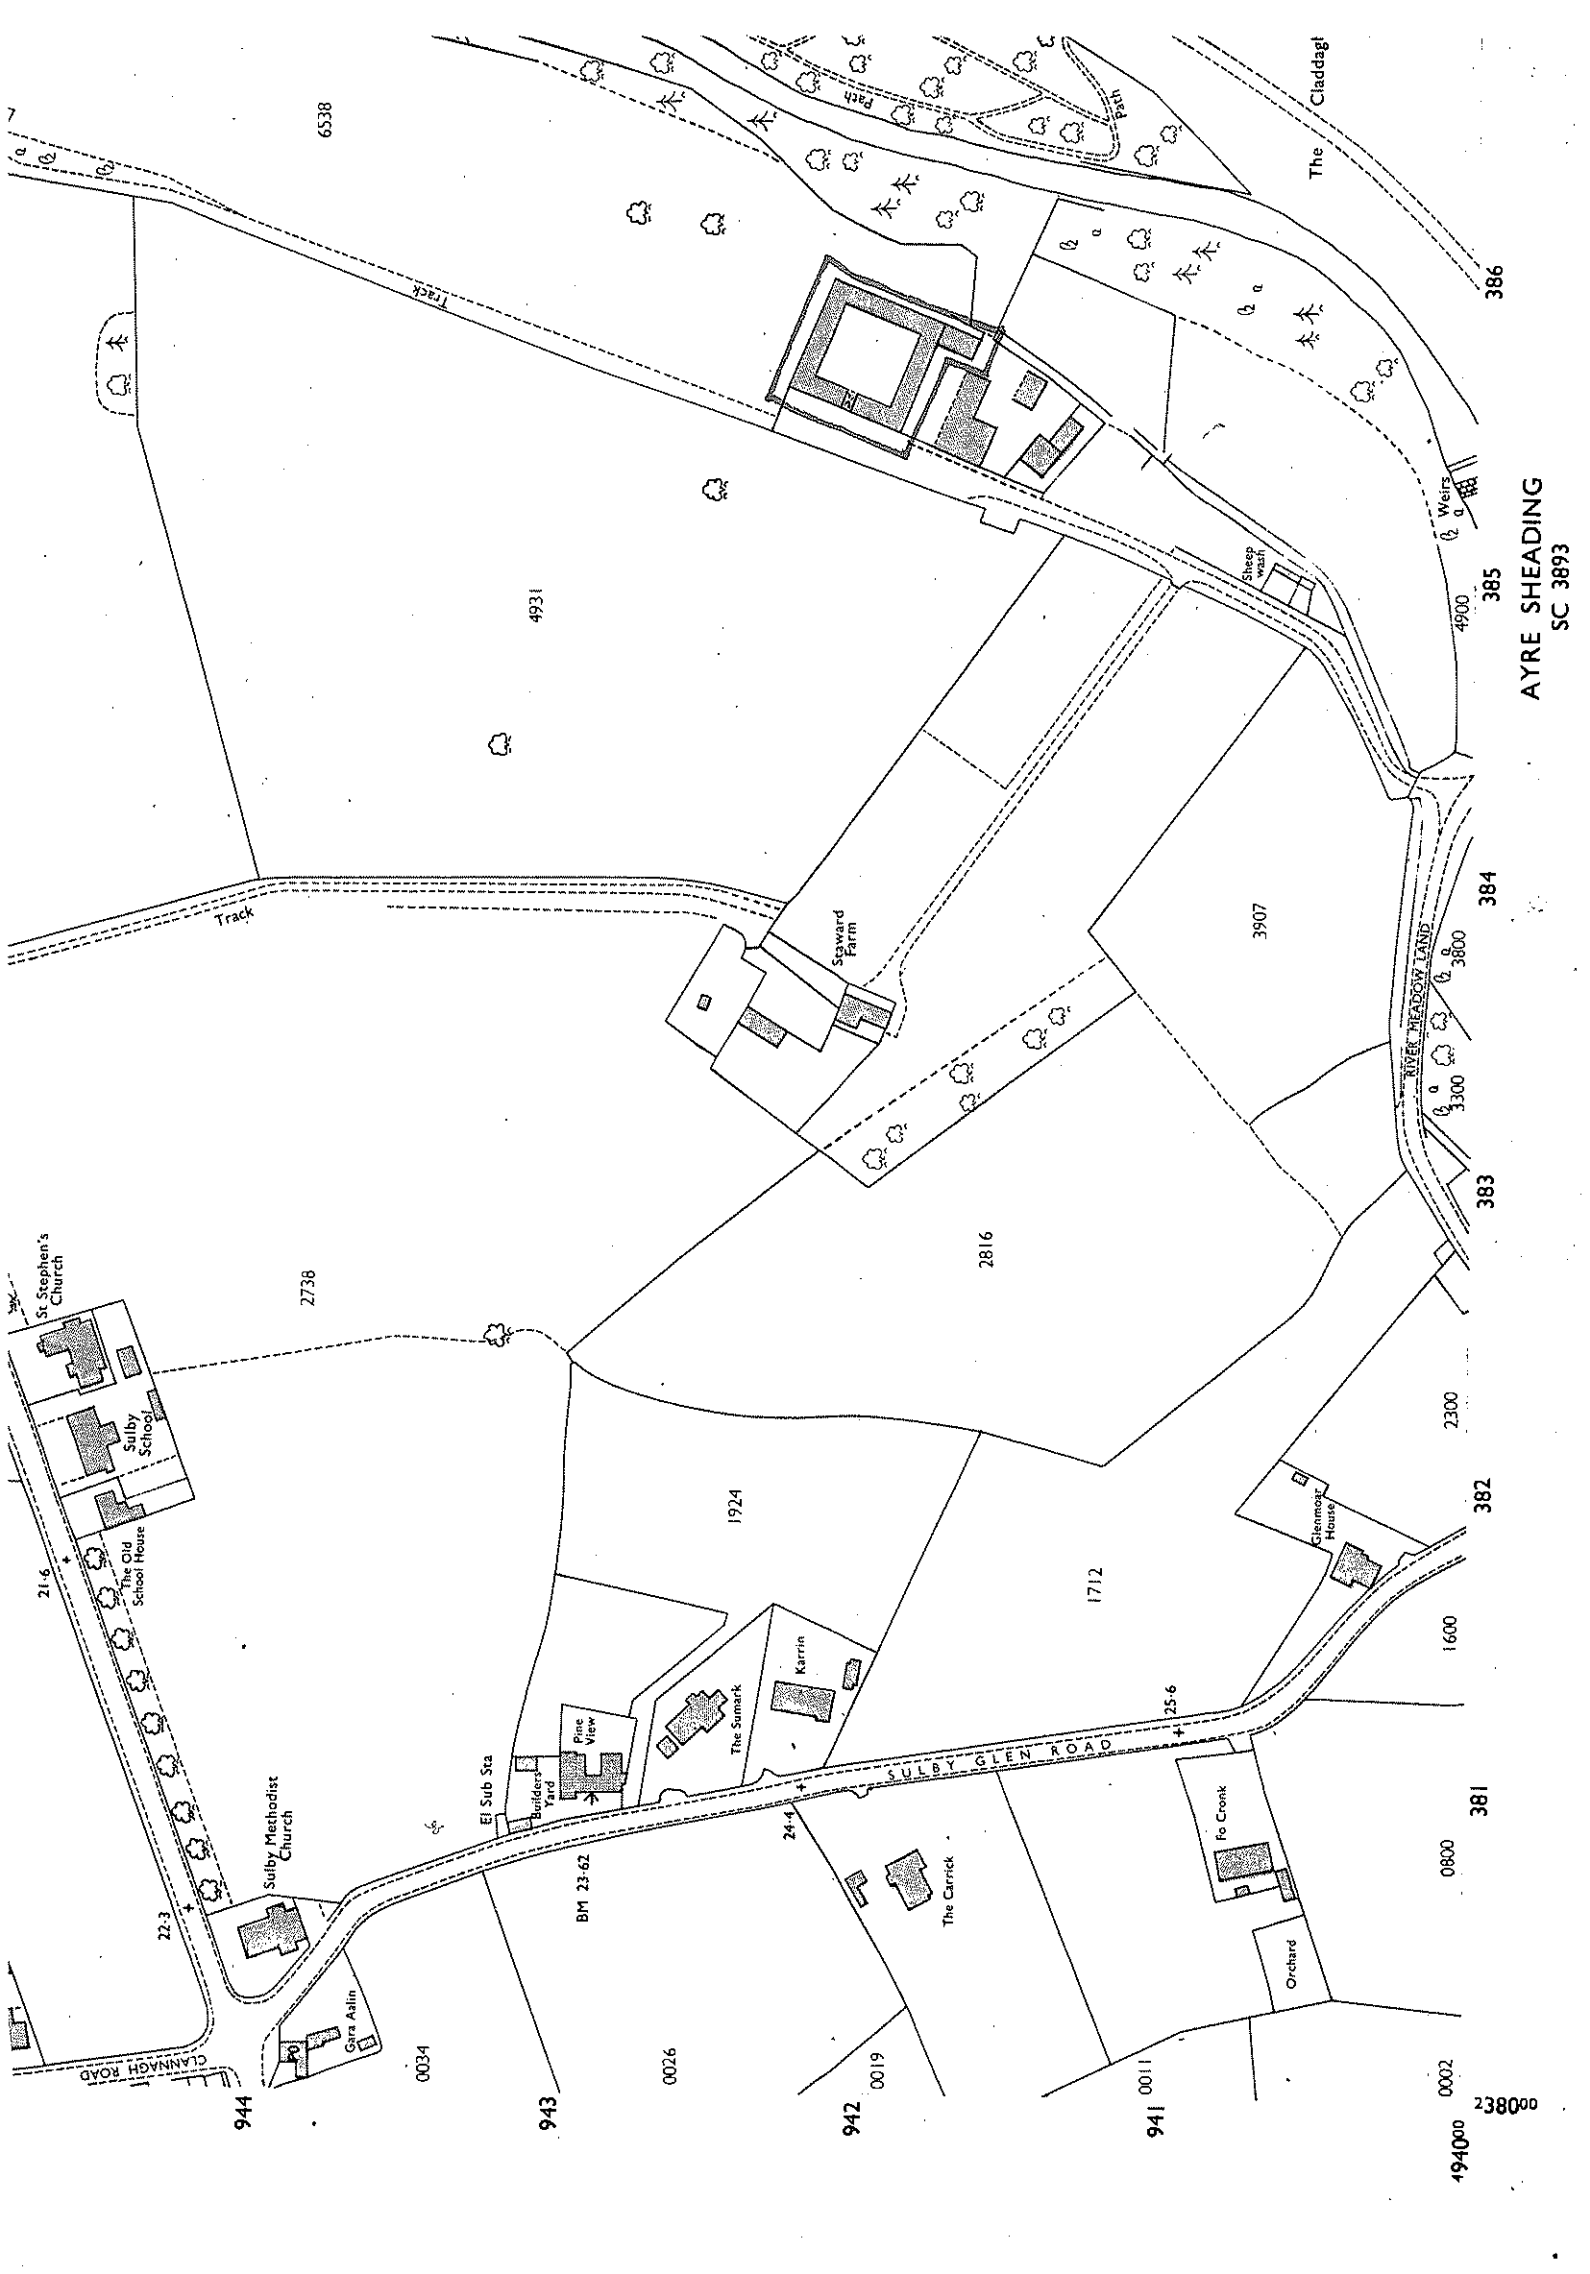 St Stephen's
Church
Sulby
School
The Old
School House
21·6
22·3
Sulby Methodist
Church
CLANNAGH ROAD
PO
Gara Aalin
El Sub Sta
Builders
Yard
Pine
View
BM 23·62
The Sumark
Karrin
24·4
The Carrick
SULBY GLEN ROAD
25·6
Fo Cronk
Orchard
Glenmoar
House
Track
Staward
Farm
Track
Path
Path
The Claddagh
Sheep
wash
Weirs
RIVER MEADOW LAND
7
6538
4931
2738
2816
3907
1924
1712
0034
0026
0019
0011
0002
0800
1600
2300
3300
3800
4900
944
943
942
941
494000
238000
381
382
383
384
385
386
AYRE SHEADING
SC 3893